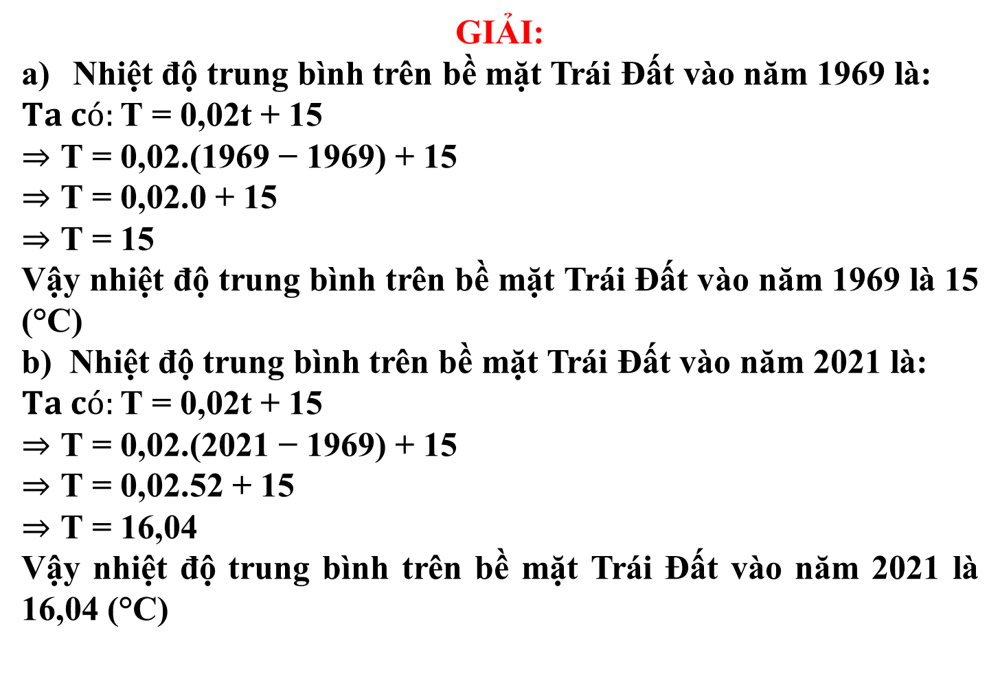 GIẢI:
a) Nhiệt độ trung bình trên bề mặt Trái Đất vào năm 1969 là:
Ta có: T = 0,02t + 15
⇒ T = 0,02.(1969 − 1969) + 15
⇒ T = 0,02.0 + 15
⇒ T = 15
Vậy nhiệt độ trung bình trên bề mặt Trái Đất vào năm 1969 là 15
(°C)
b) Nhiệt độ trung bình trên bề mặt Trái Đất vào năm 2021 là:
Ta có: T = 0,02t + 15
⇒ T = 0,02.(2021 − 1969) + 15
⇒ T = 0,02.52 + 15
⇒ T = 16,04
Vậy nhiệt độ trung bình trên bề mặt Trái Đất vào năm 2021 là
16,04 (°C)